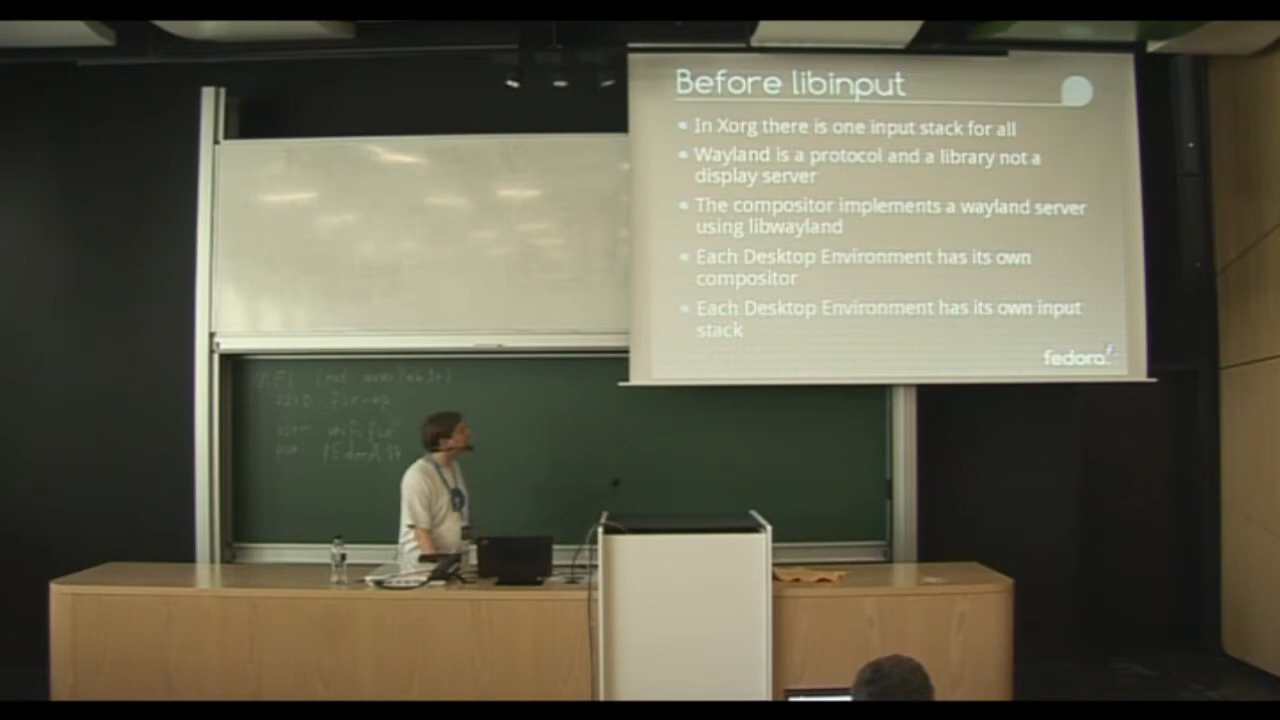 Before libinput
In Xorg there is one input stack for all
Wayland is a protocol and a library not a
display server
The compositor implements a wayland server
using libwayland
Each Desktop Environment has its own
compositor
Each Desktop Environment has its own input
stack
fedora